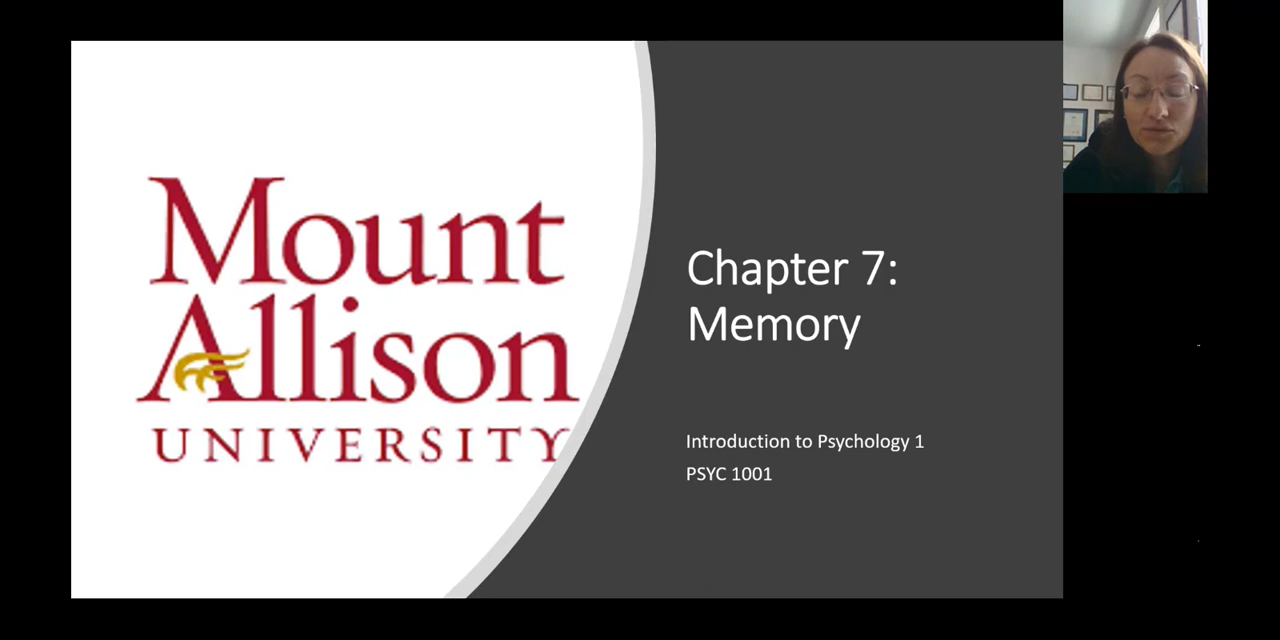 Mount
Allison
UNIVERSITY
Chapter 7:
Memory
Introduction to Psychology 1
PSYC 1001